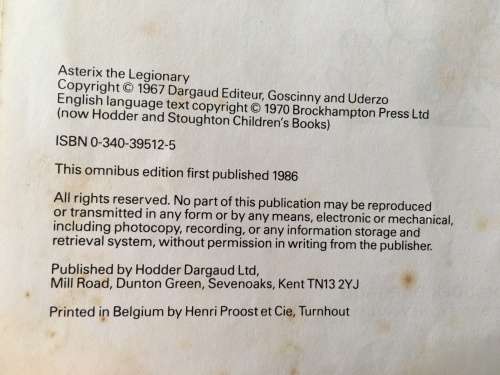 Asterix the Legionary
Copyright © 1967 Dargaud Editeur, Goscinny and Uderzo
English language text copyright © 1970 Brockhampton Press Ltd
(now Hodder and Stoughton Children's Books)
ISBN 0-340-39512-5
This omnibus edition first published 1986
All rights reserved. No part of this publication may be reproduced
or transmitted in any form or by any means, electronic or mechanical,
including photocopy, recording, or any information storage and
retrieval system, without permission in writing from the publisher.
Published by Hodder Dargaud Ltd,
Mill Road, Dunton Green, Sevenoaks, Kent TN13 2YJ
Printed in Belgium by Henri Proost et Cie, Turnhout